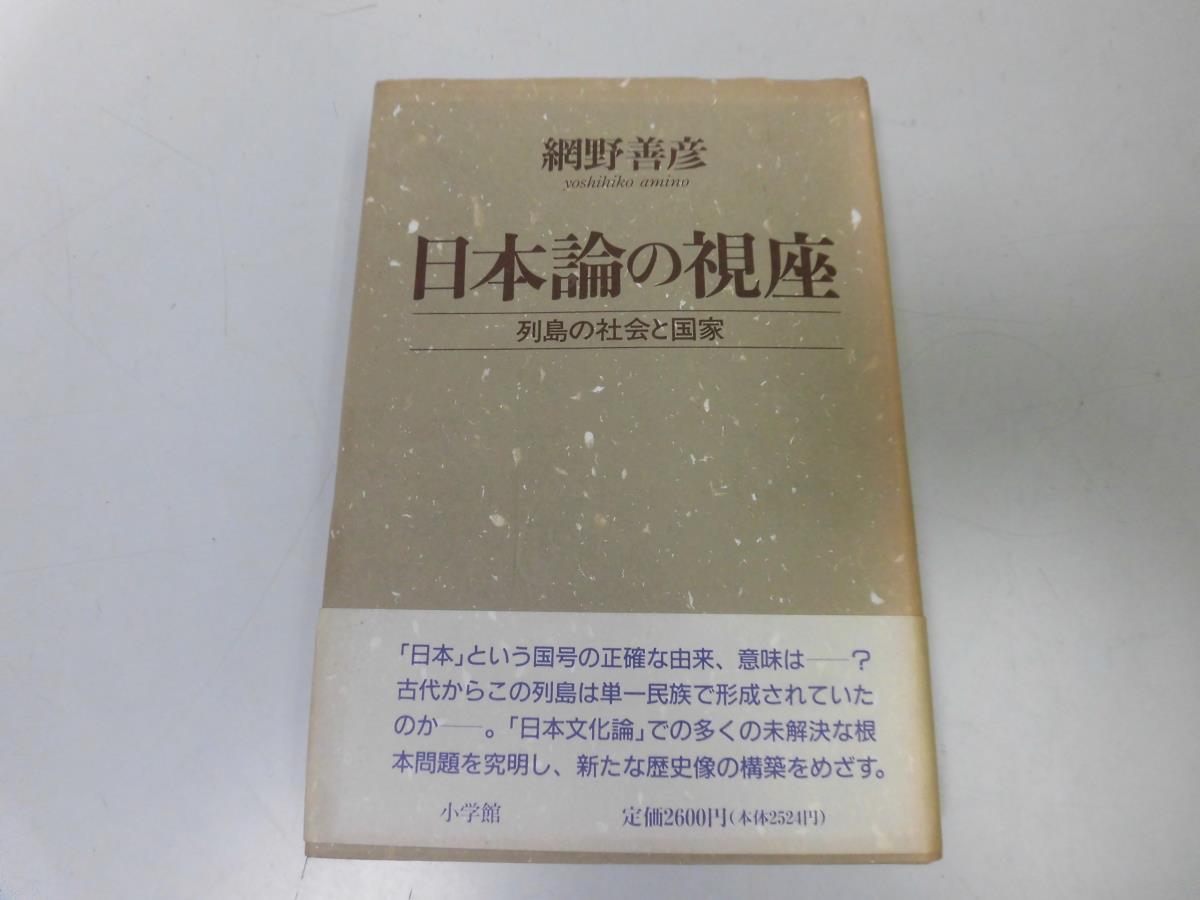 網野善彦
yoshihiko amino
日本論の視座
列島の社会と国家
「日本」という国号の正確な由来、意味は──?
古代からこの列島は単一民族で形成されていた
のか──。「日本文化論」での多くの未解決な根
本問題を究明し、新たな歴史像の構築をめざす。
小学館 定価2600円(本体2524円)